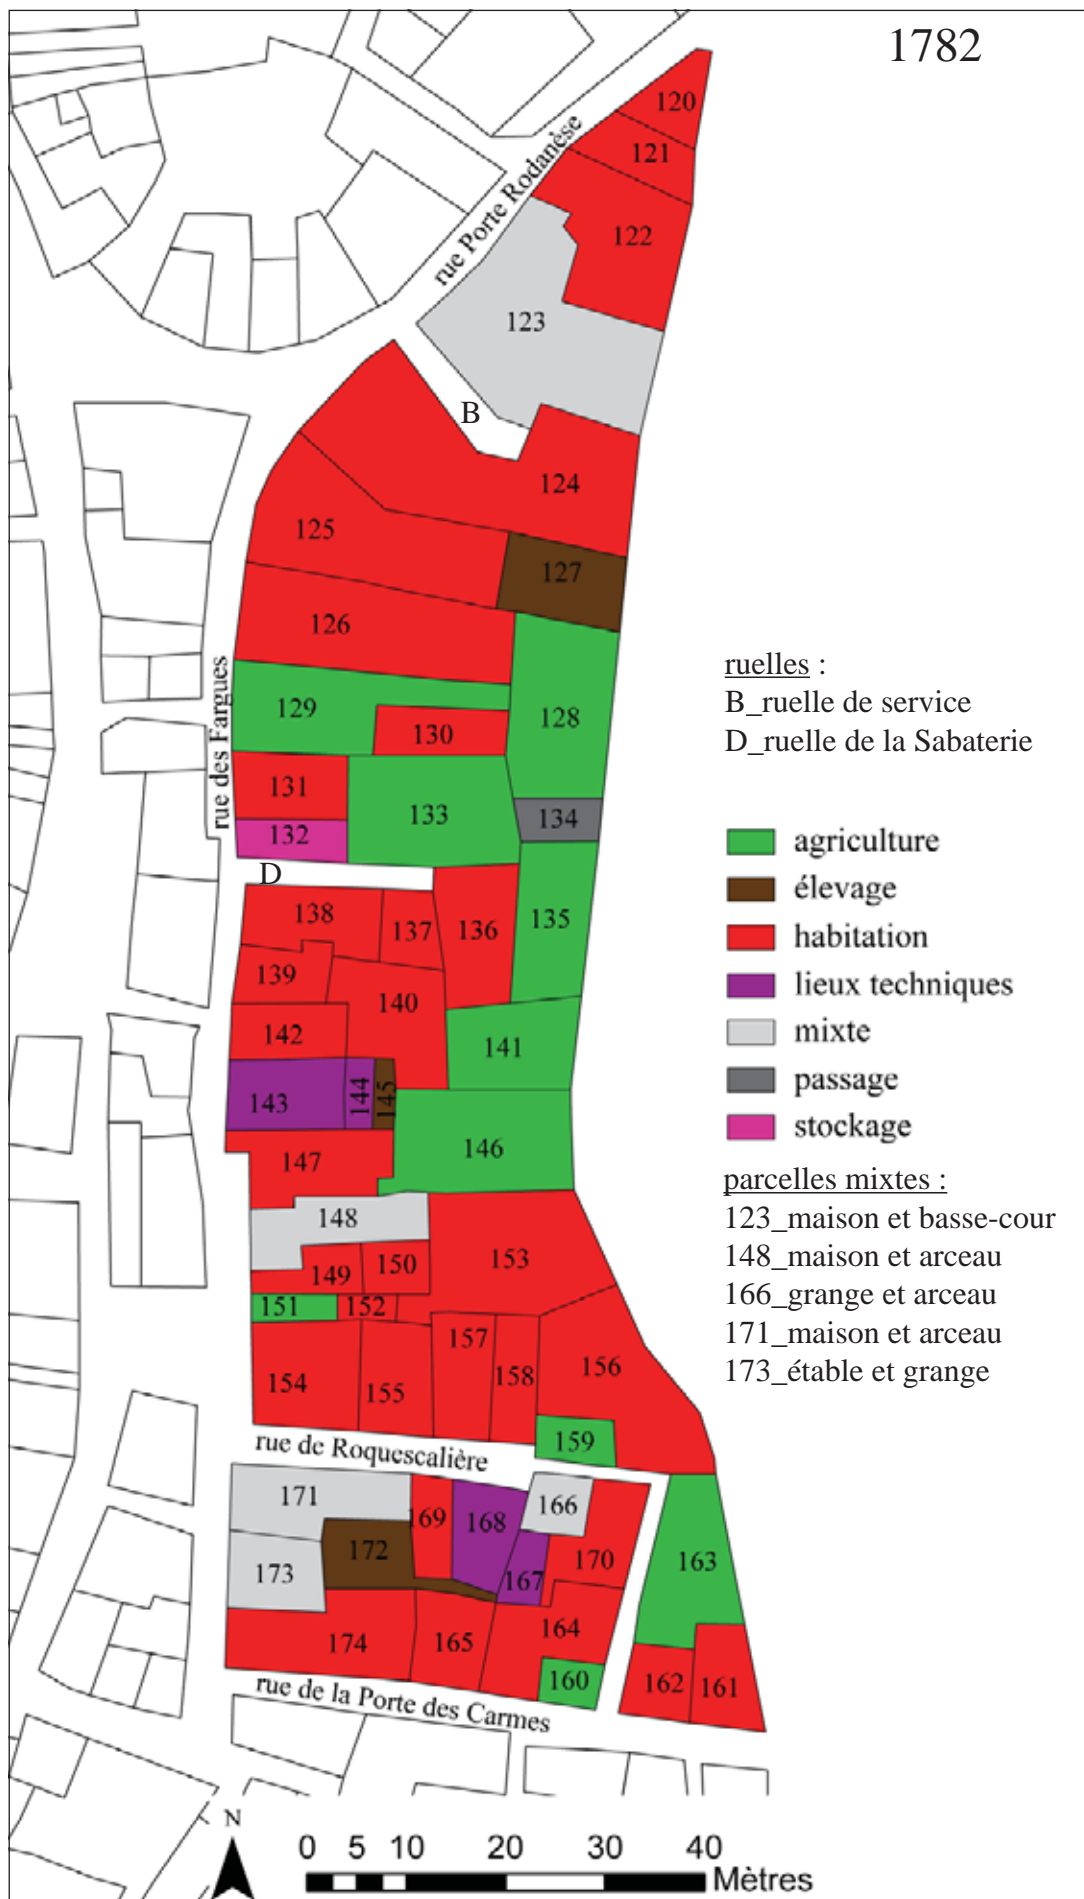 1782
120
121
rue Porte Rodanèse
122
123
B
124
125
127
126
ruelles :
B_ruelle de service
D_ruelle de la Sabaterie
rue des Fargues
129
128
130
131
133
134
132
D
agriculture
élevage
habitation
lieux techniques
mixte
passage
stockage
138
137
136
135
139
140
142
141
143
144
145
146
147
parcelles mixtes :
123_maison et basse-cour
148_maison et arceau
166_grange et arceau
171_maison et arceau
173_étable et grange
148
149
150
153
151
152
157
156
158
154
155
159
rue de Roquescalière
171
166
169
168
172
170
163
173
167
174
165
164
160
162
161
rue de la Porte des Carmes
N
0 5 10 20 30 40
Mètres